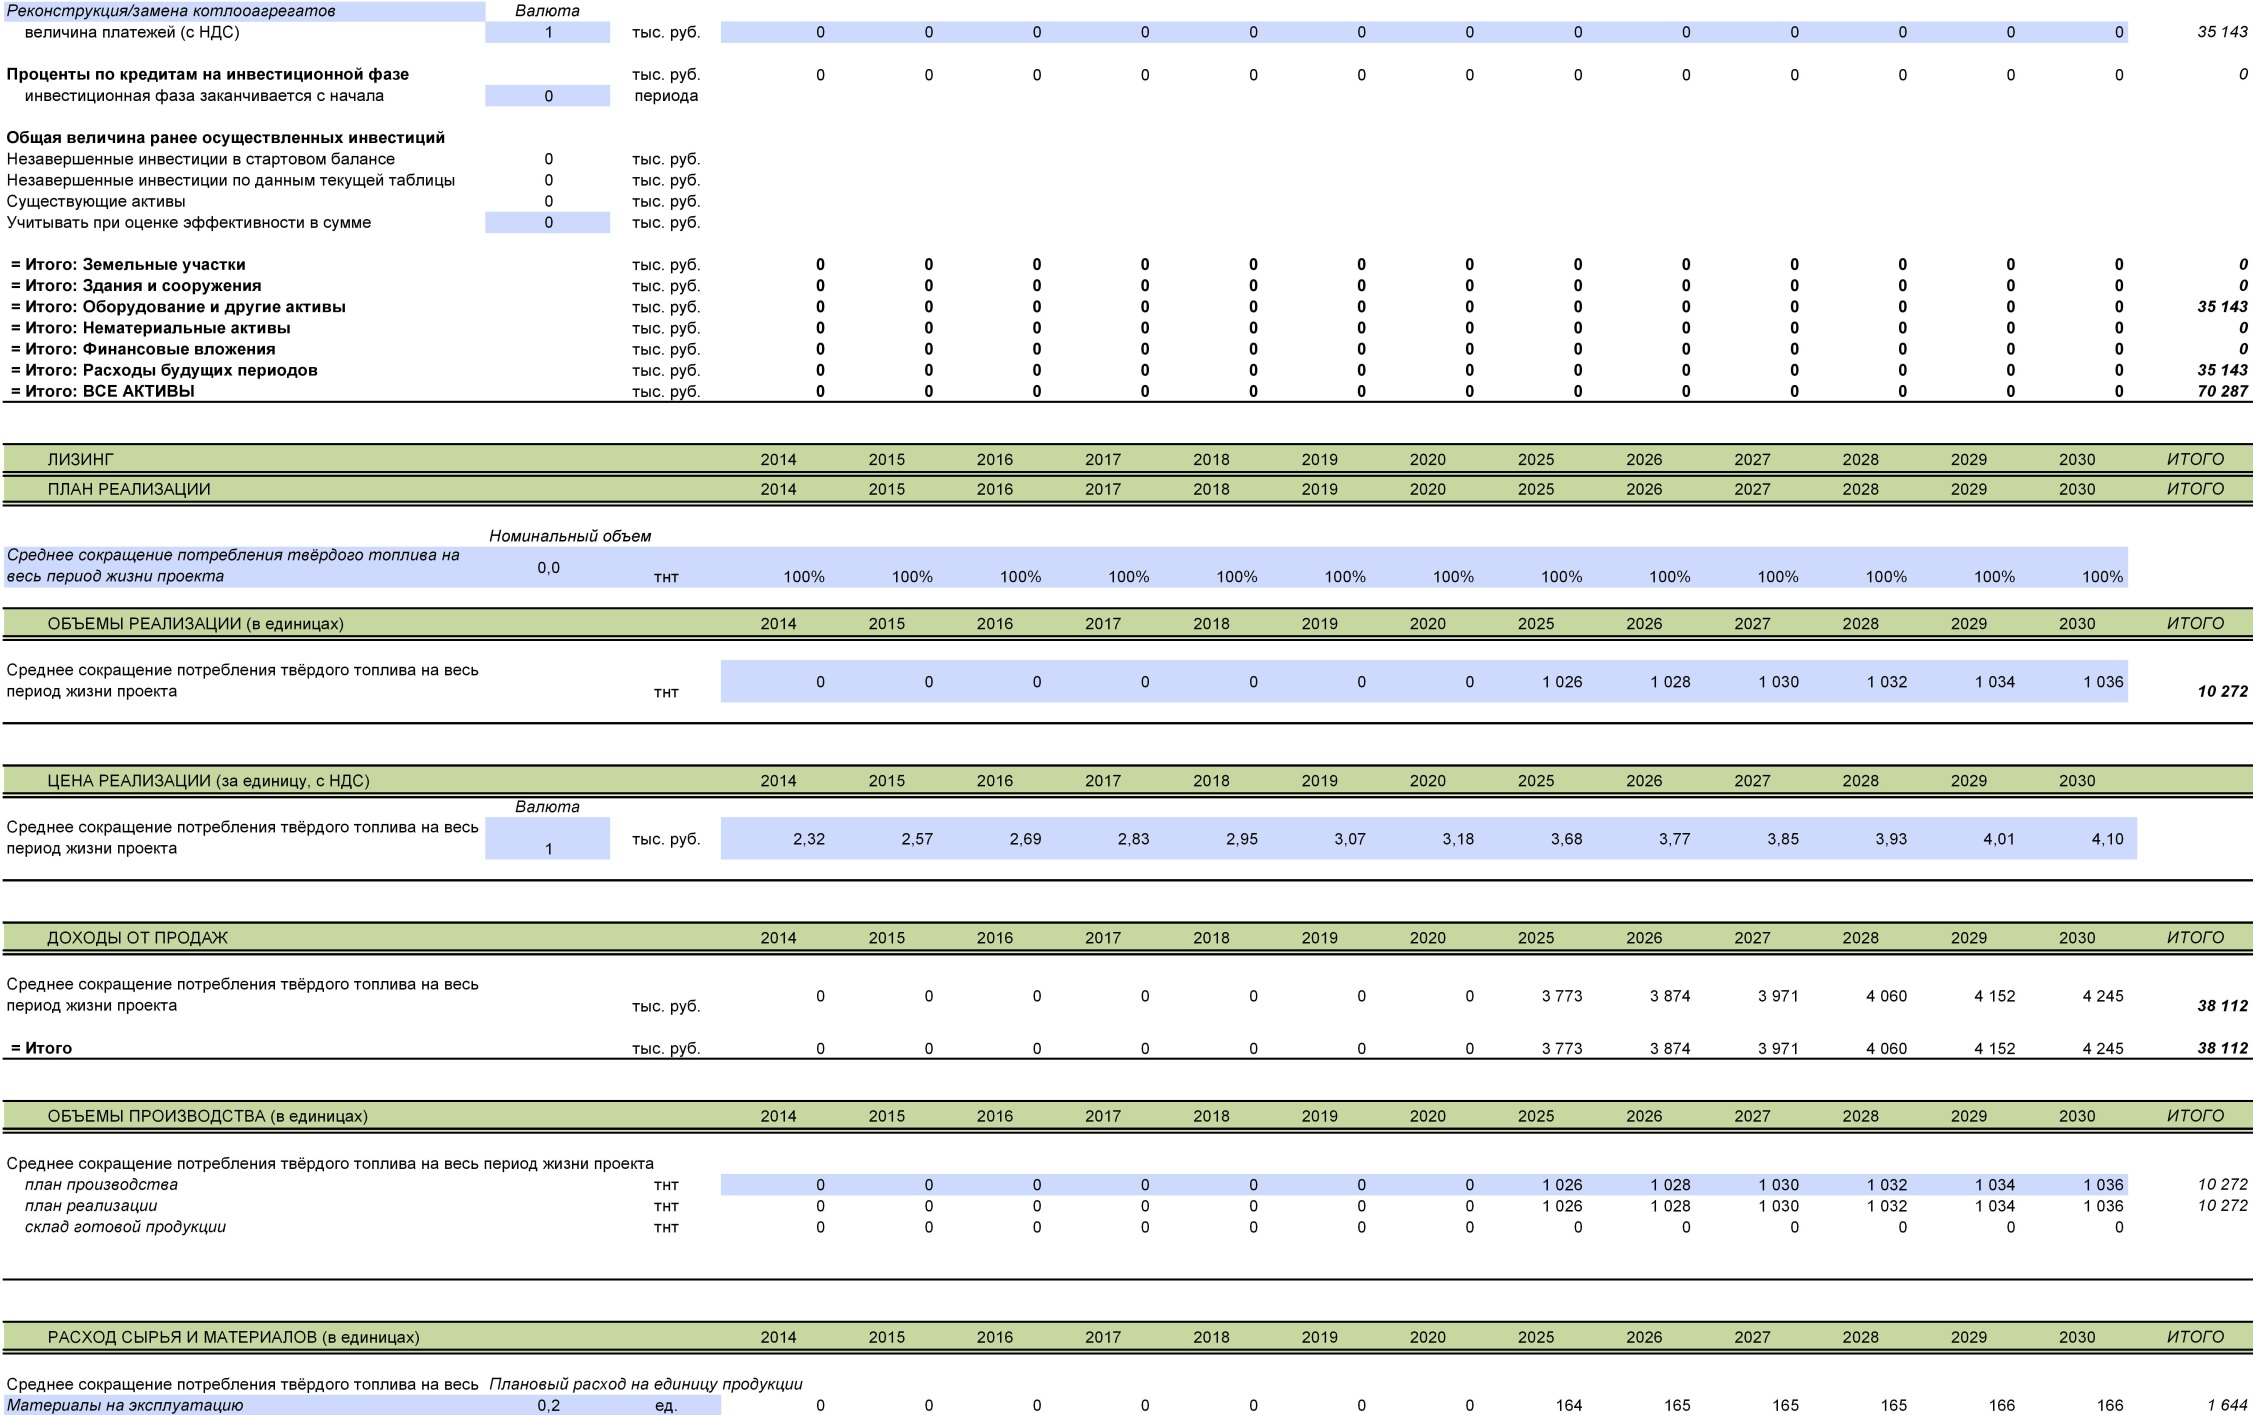 Реконструкция/замена котлооагрегатов Валюта
величина платежей (с НДС) 1 тыс. руб. 0 0 0 0 0 0 0 0 0 0 0 0 0 35 143
Проценты по кредитам на инвестиционной фазе тыс. руб. 0 0 0 0 0 0 0 0 0 0 0 0 0 0
инвестиционная фаза заканчивается с начала 0 периода
Общая величина ранее осуществленных инвестиций
Незавершенные инвестиции в стартовом балансе 0 тыс. руб.
Незавершенные инвестиции по данным текущей таблицы 0 тыс. руб.
Существующие активы 0 тыс. руб.
Учитывать при оценке эффективности в сумме 0 тыс. руб.
= Итого: Земельные участки тыс. руб. 0 0 0 0 0 0 0 0 0 0 0 0 0 0
= Итого: Здания и сооружения тыс. руб. 0 0 0 0 0 0 0 0 0 0 0 0 0 0
= Итого: Оборудование и другие активы тыс. руб. 0 0 0 0 0 0 0 0 0 0 0 0 0 35 143
= Итого: Нематериальные активы тыс. руб. 0 0 0 0 0 0 0 0 0 0 0 0 0 0
= Итого: Финансовые вложения тыс. руб. 0 0 0 0 0 0 0 0 0 0 0 0 0 0
= Итого: Расходы будущих периодов тыс. руб. 0 0 0 0 0 0 0 0 0 0 0 0 0 35 143
= Итого: ВСЕ АКТИВЫ тыс. руб. 0 0 0 0 0 0 0 0 0 0 0 0 0 70 287
ЛИЗИНГ 2014 2015 2016 2017 2018 2019 2020 2025 2026 2027 2028 2029 2030 ИТОГО
ПЛАН РЕАЛИЗАЦИИ 2014 2015 2016 2017 2018 2019 2020 2025 2026 2027 2028 2029 2030 ИТОГО
Номинальный объем
Среднее сокращение потребления твёрдого топлива на
весь период жизни проекта 0,0 тнт 100% 100% 100% 100% 100% 100% 100% 100% 100% 100% 100% 100% 100%
ОБЪЕМЫ РЕАЛИЗАЦИИ (в единицах) 2014 2015 2016 2017 2018 2019 2020 2025 2026 2027 2028 2029 2030 ИТОГО
Среднее сокращение потребления твёрдого топлива на весь
период жизни проекта тнт 0 0 0 0 0 0 0 1 026 1 028 1 030 1 032 1 034 1 036 10 272
ЦЕНА РЕАЛИЗАЦИИ (за единицу, с НДС) 2014 2015 2016 2017 2018 2019 2020 2025 2026 2027 2028 2029 2030
Валюта
Среднее сокращение потребления твёрдого топлива на весь
период жизни проекта 1 тыс. руб. 2,32 2,57 2,69 2,83 2,95 3,07 3,18 3,68 3,77 3,85 3,93 4,01 4,10
ДОХОДЫ ОТ ПРОДАЖ 2014 2015 2016 2017 2018 2019 2020 2025 2026 2027 2028 2029 2030 ИТОГО
Среднее сокращение потребления твёрдого топлива на весь
период жизни проекта тыс. руб. 0 0 0 0 0 0 0 3 773 3 874 3 971 4 060 4 152 4 245 38 112
= Итого тыс. руб. 0 0 0 0 0 0 0 3 773 3 874 3 971 4 060 4 152 4 245 38 112
ОБЪЕМЫ ПРОИЗВОДСТВА (в единицах) 2014 2015 2016 2017 2018 2019 2020 2025 2026 2027 2028 2029 2030 ИТОГО
Среднее сокращение потребления твёрдого топлива на весь период жизни проекта
план производства тнт 0 0 0 0 0 0 0 1 026 1 028 1 030 1 032 1 034 1 036 10 272
план реализации тнт 0 0 0 0 0 0 0 1 026 1 028 1 030 1 032 1 034 1 036 10 272
склад готовой продукции тнт 0 0 0 0 0 0 0 0 0 0 0 0 0
РАСХОД СЫРЬЯ И МАТЕРИАЛОВ (в единицах) 2014 2015 2016 2017 2018 2019 2020 2025 2026 2027 2028 2029 2030 ИТОГО
Среднее сокращение потребления твёрдого топлива на весь Плановый расход на единицу продукции
Материалы на эксплуатацию 0,2 ед. 0 0 0 0 0 0 0 164 165 165 165 166 166 1 644